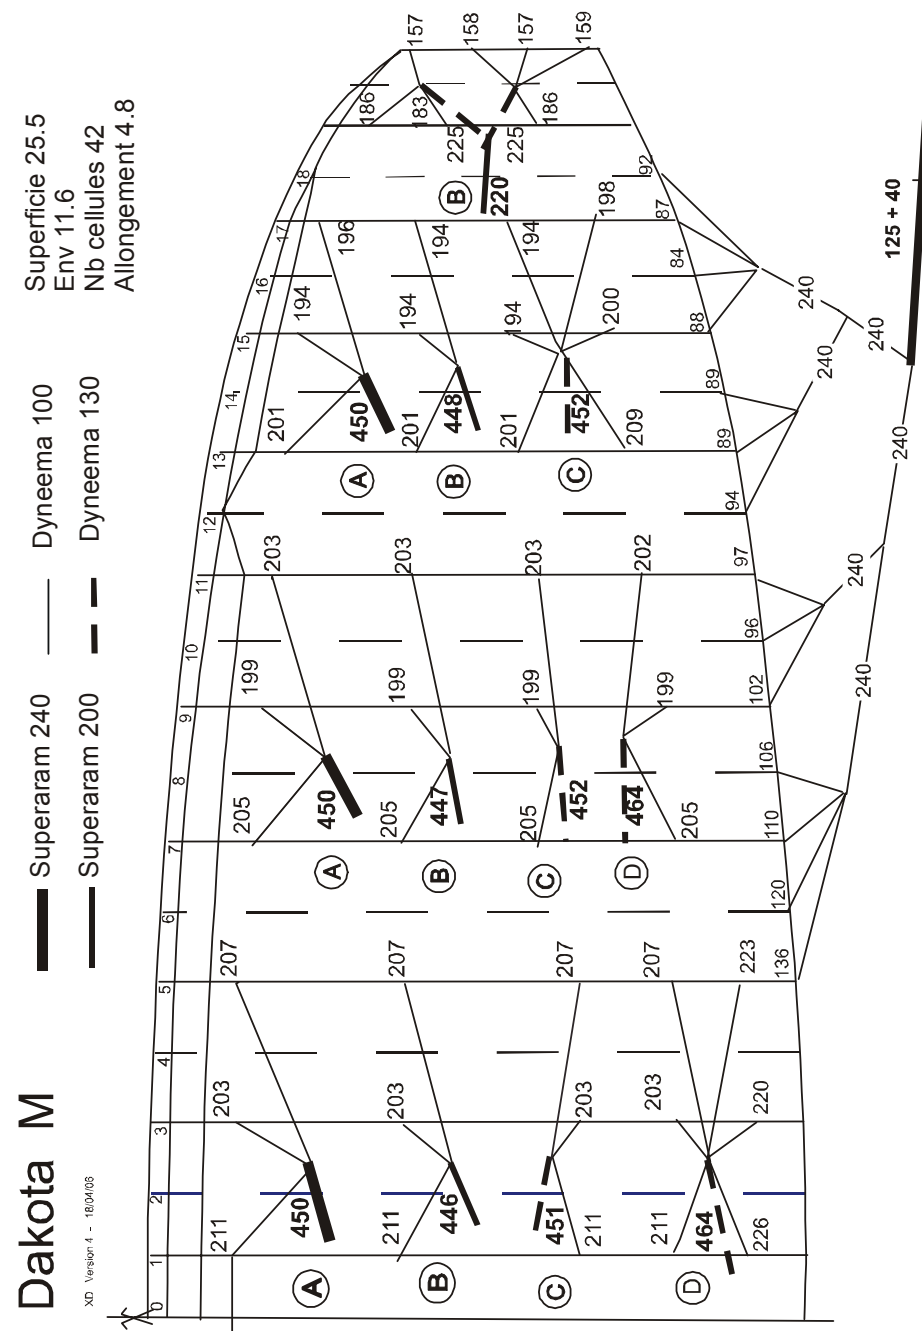 Dakota M
XD Version 4 - 18/04/06
Superaram 240
Superaram 200
Dyneema 100
Dyneema 130
Superficie 25.5
Env 11.6
Nb cellules 42
Allongement 4.8
0 1 2 3 4 5 6 7 8 9 10 11 12 13 14 15 16 17 18
211 203 207 205 199 203 201 194 196 186 183 157
A 450 A 450 A 450
211 203 207 205 199 203 201 194 194 225 158
B 446 B 447 B 448 B 220
211 203 207 205 199 203 201 194 194 225 157
C 451 C 452 C 452
211 203 207 199 202 209 200 198 186 159
D 464 D 464
226 220 223 205
136 120 110 106 102 96 97 94 89 89 88 84 87 92
240 240 240 240 240 240 240
125 + 40